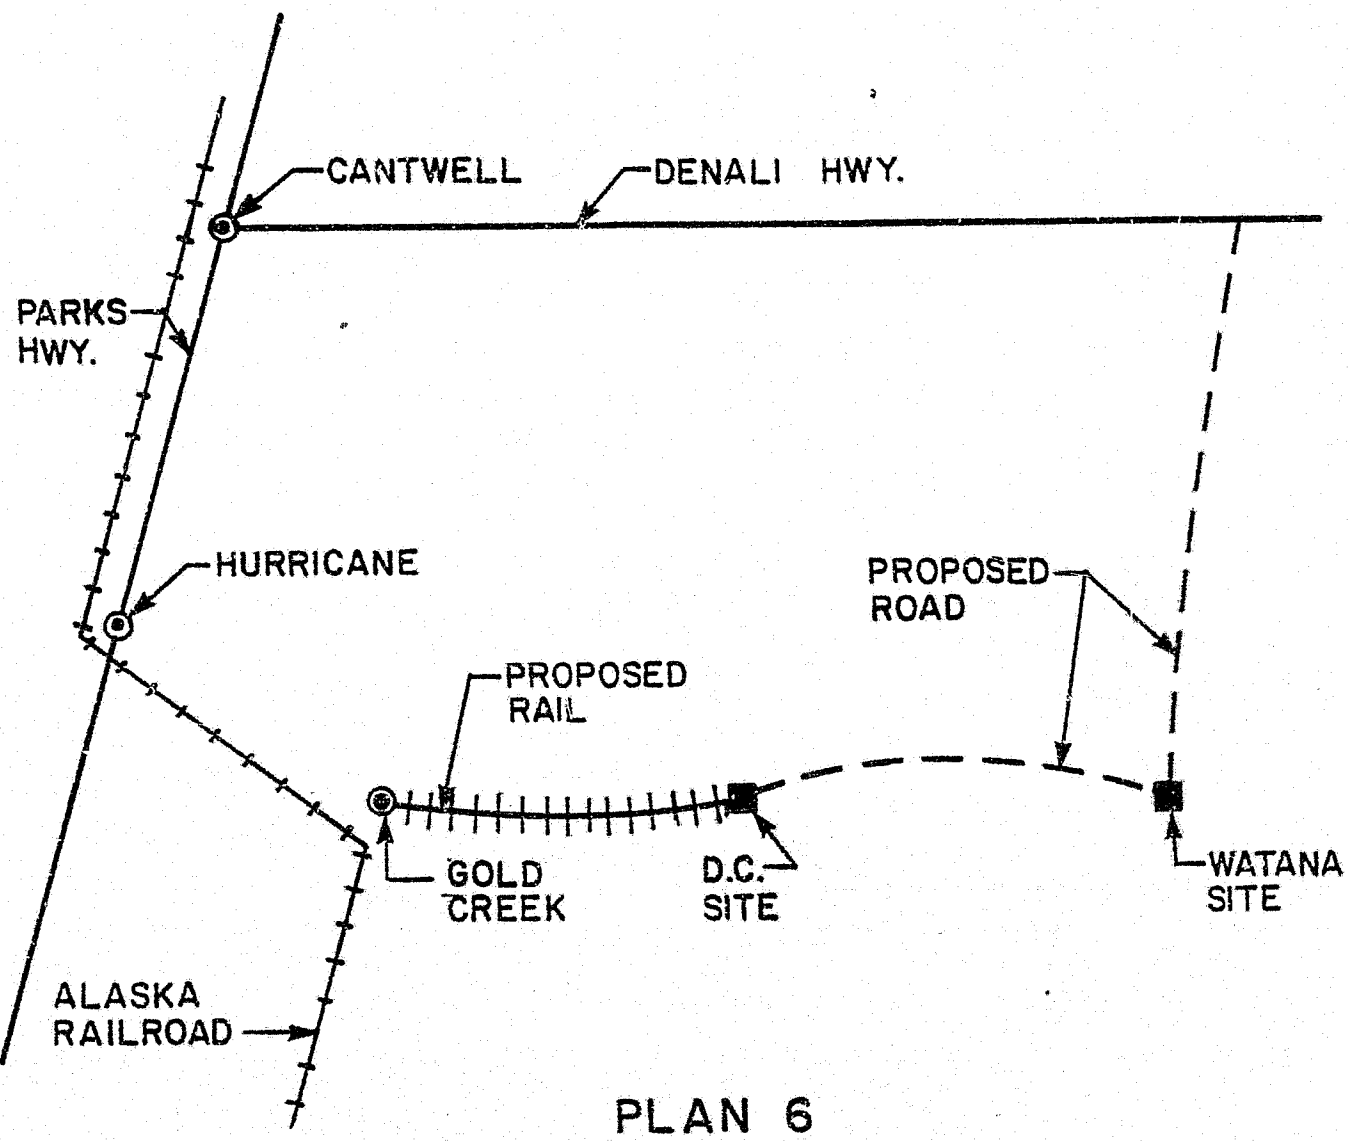 CANTWELL
DENALI HWY.
PARKS
HWY.
HURRICANE
PROPOSED
ROAD
PROPOSED
RAIL
GOLD
CREEK
D.C.
SITE
WATANA
SITE
ALASKA
RAILROAD
PLAN 6